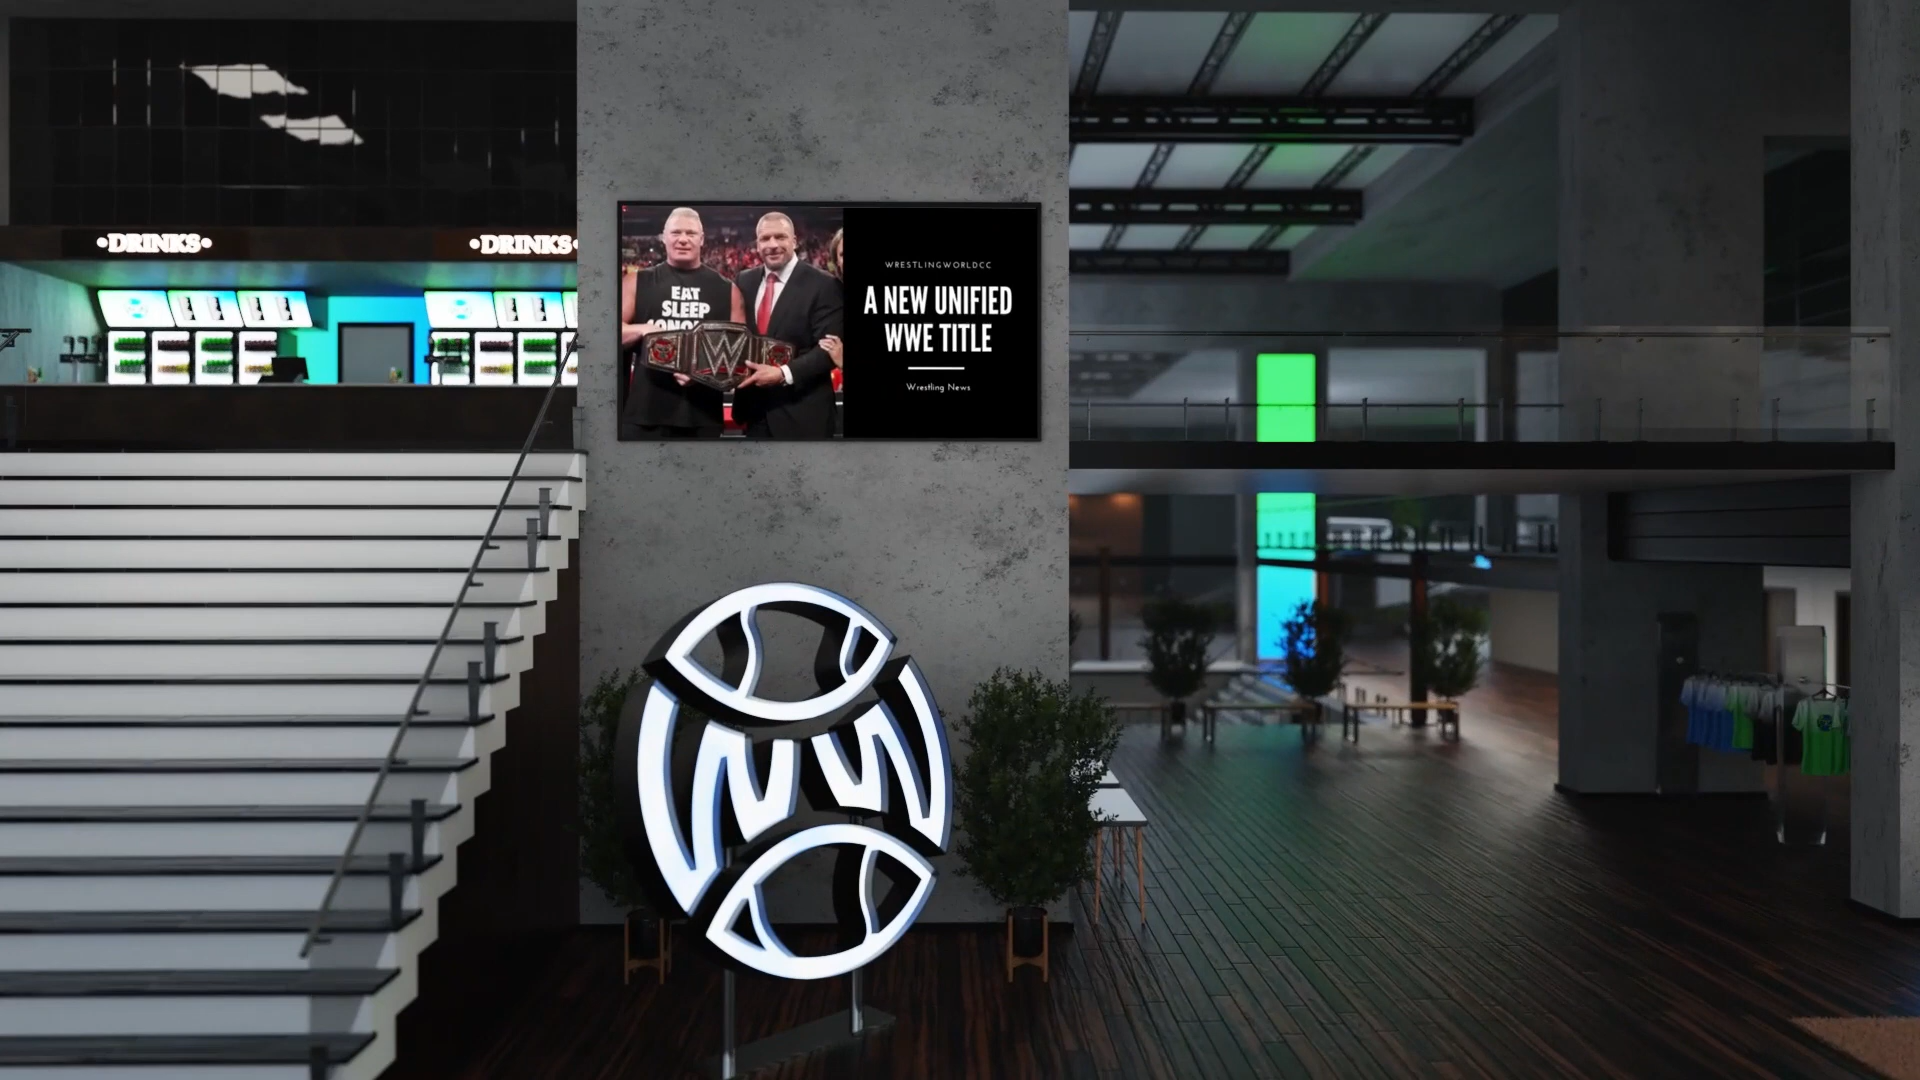 •DRINKS•
•DRINKS•
EAT
SLEEP
WRESTLINGWORLDCC
A NEW UNIFIED
WWE TITLE
Wrestling News